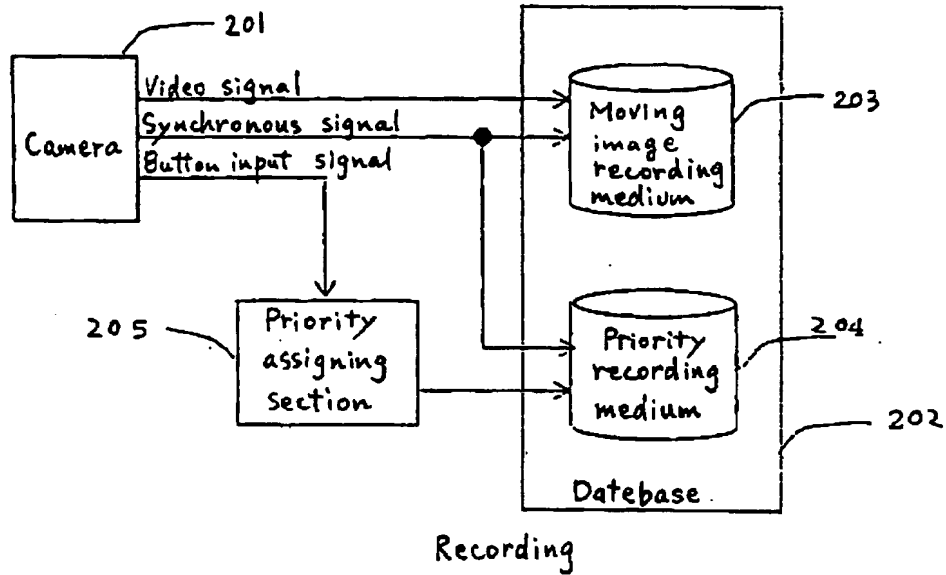 201
Camera
Video signal
Synchronous signal
Button input signal
Moving
image
recording
medium
203
205
Priority
assigning
section
Priority
recording
medium
204
202
Datebase
Recording